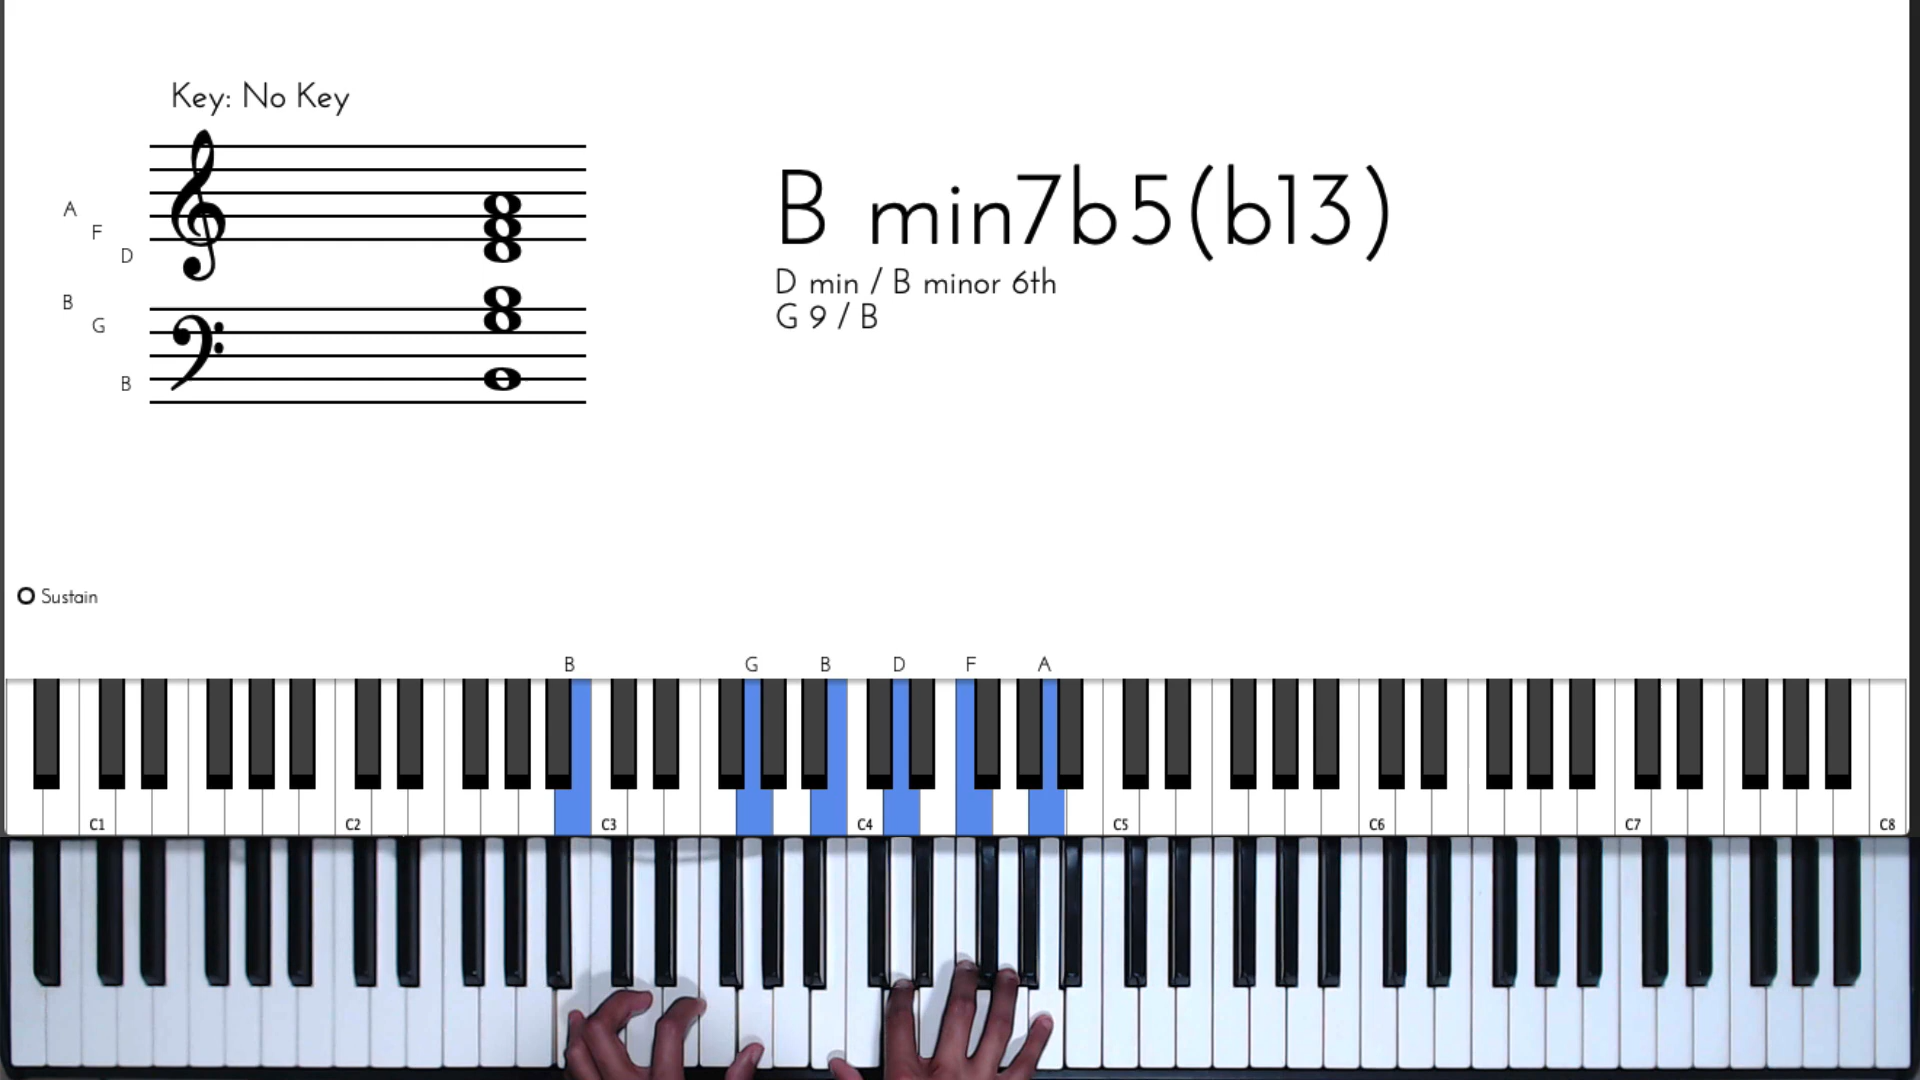 Key: No Key
A
F
D
B
G
B
B min7b5(b13)
D min / B minor 6th
G 9 / B
Sustain
B G B D F A
C1 C2 C3 C4 C5 C6 C7 C8